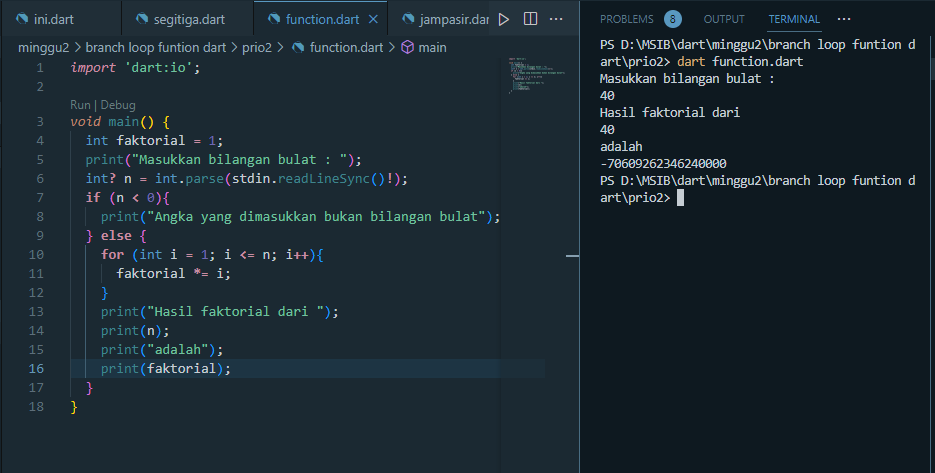 ini.dart segitiga.dart function.dart jampasir.dar
minggu2 > branch loop funtion dart > prio2 > function.dart > main
1 import 'dart:io';
2
Run | Debug
3 void main() {
4 int faktorial = 1;
5 print("Masukkan bilangan bulat : ");
6 int? n = int.parse(stdin.readLineSync()!);
7 if (n < 0){
8 print("Angka yang dimasukkan bukan bilangan bulat");
9 } else {
10 for (int i = 1; i <= n; i++){
11 faktorial *= i;
12 }
13 print("Hasil faktorial dari ");
14 print(n);
15 print("adalah");
16 print(faktorial);
17 }
18 }
PROBLEMS 8 OUTPUT TERMINAL ...
PS D:\MSIB\dart\minggu2\branch loop funtion d
art\prio2> dart function.dart
Masukkan bilangan bulat :
40
Hasil faktorial dari
40
adalah
-70609262346240000
PS D:\MSIB\dart\minggu2\branch loop funtion d
art\prio2>